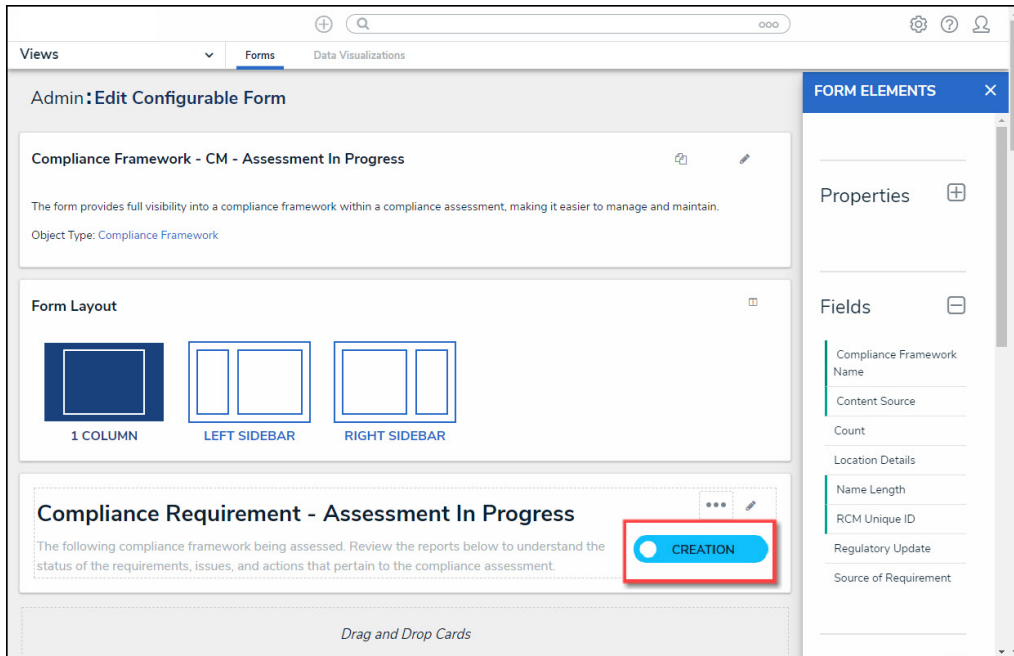 Views
Forms
Data Visualizations
Admin:Edit Configurable Form
FORM ELEMENTS
Compliance Framework - CM - Assessment In Progress
The form provides full visibility into a compliance framework within a compliance assessment, making it easier to manage and maintain.
Object Type: Compliance Framework
Form Layout
1 COLUMN
LEFT SIDEBAR
RIGHT SIDEBAR
Compliance Requirement - Assessment In Progress
The following compliance framework being assessed. Review the reports below to understand the
status of the requirements, issues, and actions that pertain to the compliance assessment.
CREATION
Drag and Drop Cards
Properties
Fields
Compliance Framework
Name
Content Source
Count
Location Details
Name Length
RCM Unique ID
Regulatory Update
Source of Requirement